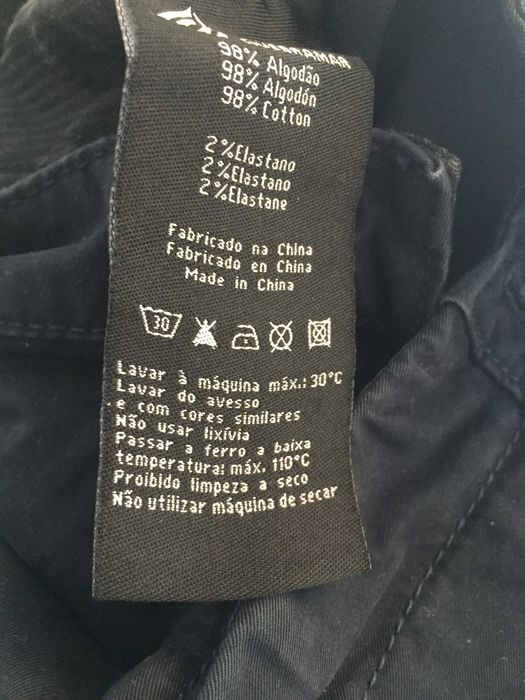 98% Algodão
98% Algodón
98% Cotton
2%Elastano
2%Elastano
2%Elastane
Fabricado na China
Fabricado en China
Made in China
30
Lavar à máquina máx.: 30°C
Lavar do avesso
e com cores similares
Não usar lixívia
Passar a ferro a baixa
temperatura: máx. 110°C
Proibido limpeza a seco
Não utilizar máquina de secar